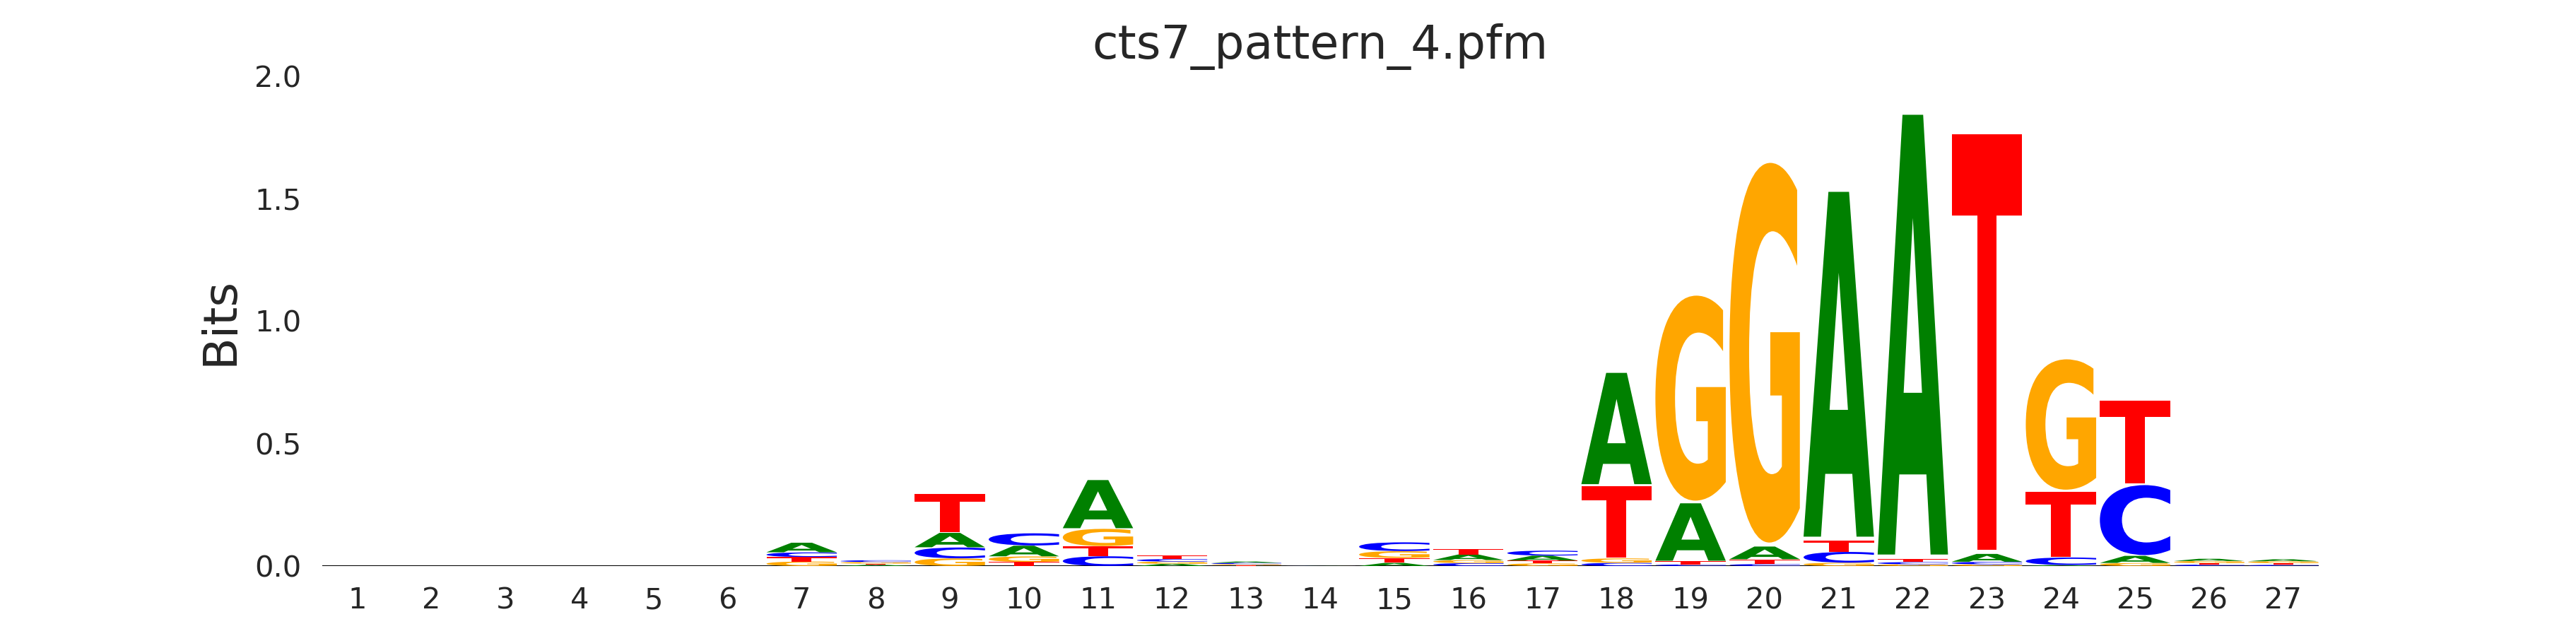 cts7_pattern_4.pfm
2.0
1.5
1.0
0.5
0.0
Bits
A G G A A T G T
T A T C
T C A A
1 2 3 4 5 6 7 8 9 10 11 12 13 14 15 16 17 18 19 20 21 22 23 24 25 26 27